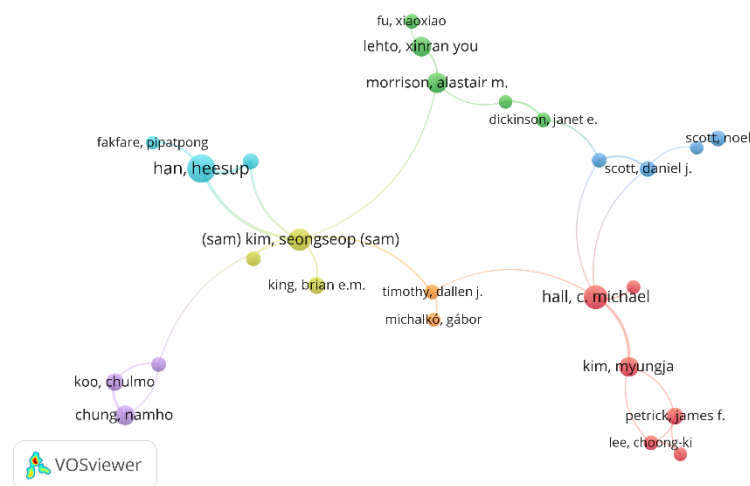 fu, xiaoxiao
lehto, xinran you
morrison, alastair m.
dickinson, janet e.
scott, noel
fakfare, pipatpong
han, heesup
scott, daniel j.
(sam) kim, seongseop (sam)
king, brian e.m.
timothy, dallen j.
hall, c. michael
michalkó, gábor
kim, myungja
koo, chulmo
chung, namho
petrick, james f.
lee, choong-ki
VOSviewer